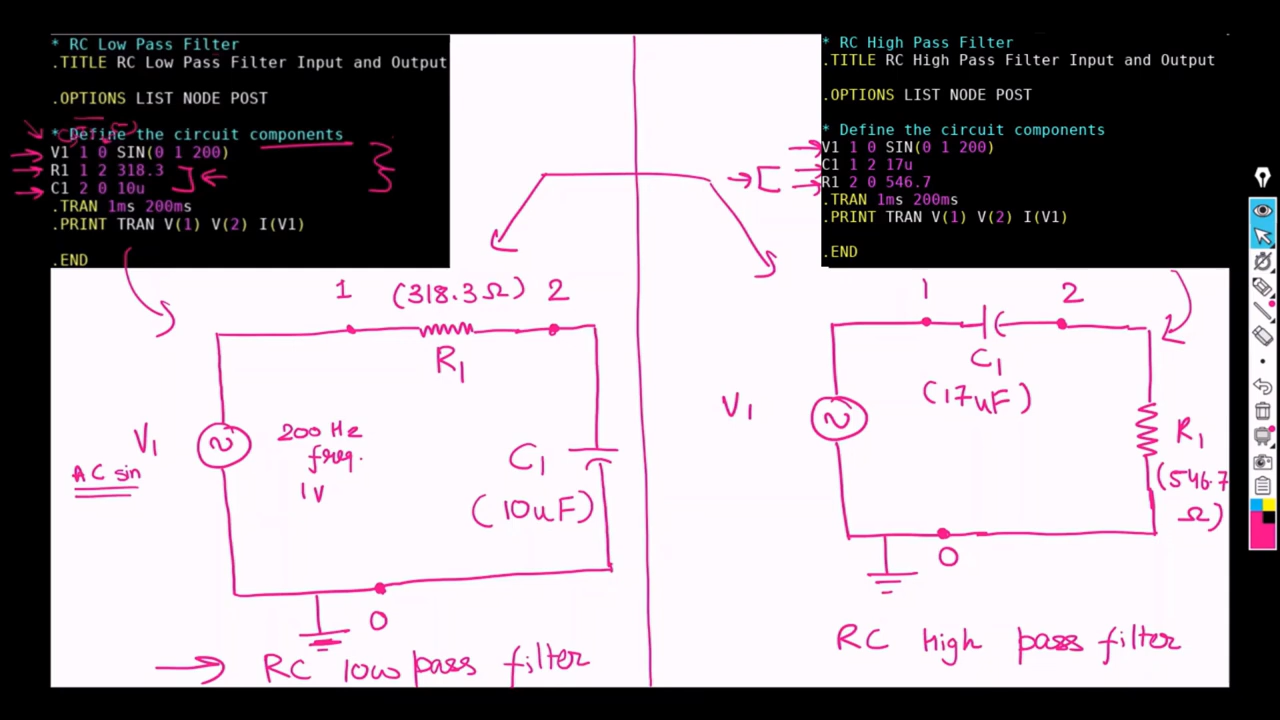 * RC Low Pass Filter
.TITLE RC Low Pass Filter Input and Output
.OPTIONS LIST NODE POST
* Define the circuit components
V1 1 0 SIN(0 1 200)
R1 1 2 318.3
C1 2 0 10u
.TRAN 1ms 200ms
.PRINT TRAN V(1) V(2) I(V1)
.END
* RC High Pass Filter
.TITLE RC High Pass Filter Input and Output
.OPTIONS LIST NODE POST
* Define the circuit components
V1 1 0 SIN(0 1 200)
C1 1 2 17u
R1 2 0 546.7
.TRAN 1ms 200ms
.PRINT TRAN V(1) V(2) I(V1)
.END
1 (318.3Ω) 2
R1
V1
AC sin
200 Hz
freq.
1V
C1
(10uF)
0
RC low pass filter
1 2
C1
(17uF)
V1
R1
(546.7
Ω)
0
RC High pass filter